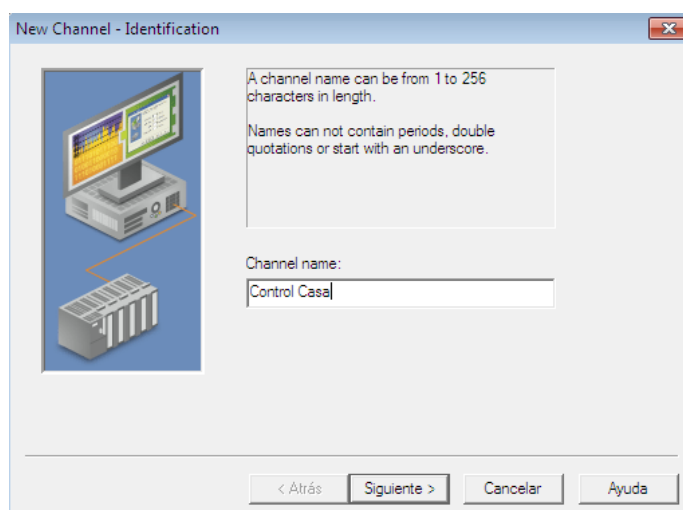 New Channel - Identification
A channel name can be from 1 to 256
characters in length.
Names can not contain periods, double
quotations or start with an underscore.
Channel name:
Control Casa
< Atrás
Siguiente >
Cancelar
Ayuda